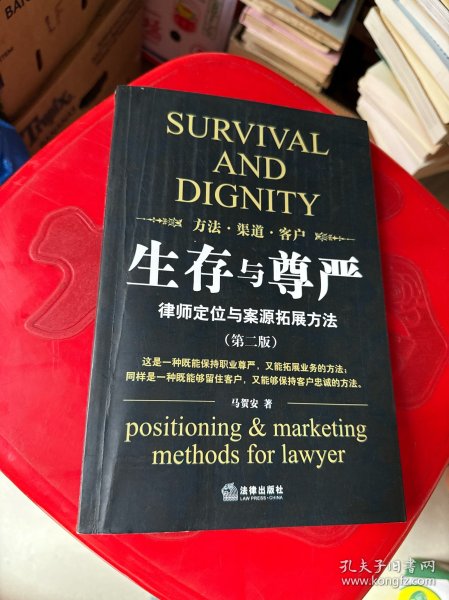 SURVIVAL
AND
DIGNITY
方法·渠道·客户
生存与尊严
律师定位与案源拓展方法
(第二版)
这是一种既能保持职业尊严，又能拓展业务的方法；
同样是一种既能够留住客户，又能够保持客户忠诚的方法。
马贺安 著
positioning & marketing
methods for lawyer
法律出版社
LAW PRESS·CHINA
孔夫子旧书网
www.kongfz.com